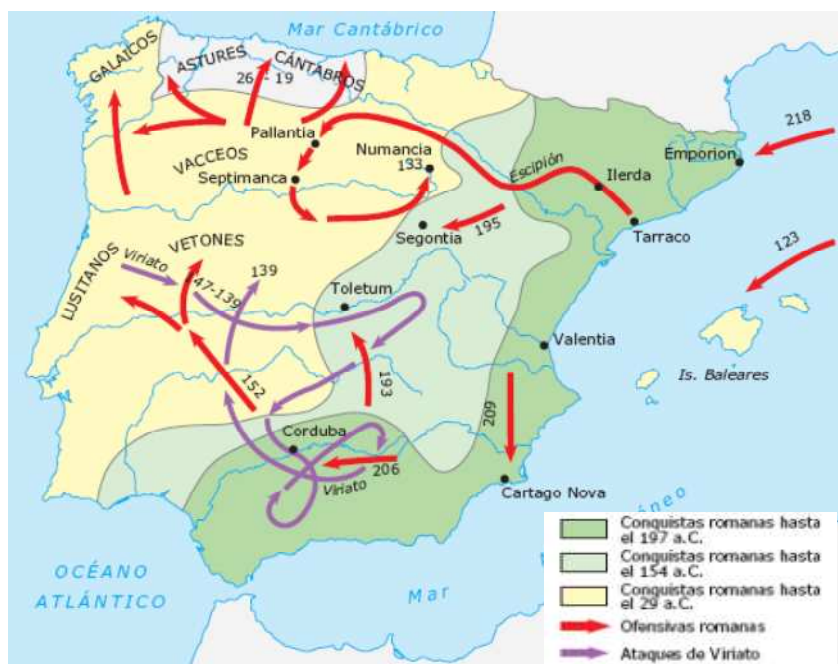 Mar Cantábrico
GALAICOS
ASTURES
CÁNTABROS
26 - 19
218
Pallantia
VACCEOS
Numancia
133
Septimanca
Escipión
Ilerda
Emporion
Tarraco
195
Segontia
123
LUSITANOS
Viriato
VETONES
147-139
139
Toletum
Valentia
Is. Baleares
152
193
209
Corduba
206
Viriato
Cartago Nova
OCÉANO
ATLÁNTICO
Mar
áneo
Conquistas romanas hasta
el 197 a.C.
Conquistas romanas hasta
el 154 a.C.
Conquistas romanas hasta
el 29 a.C.
Ofensivas romanas
Ataques de Viriato